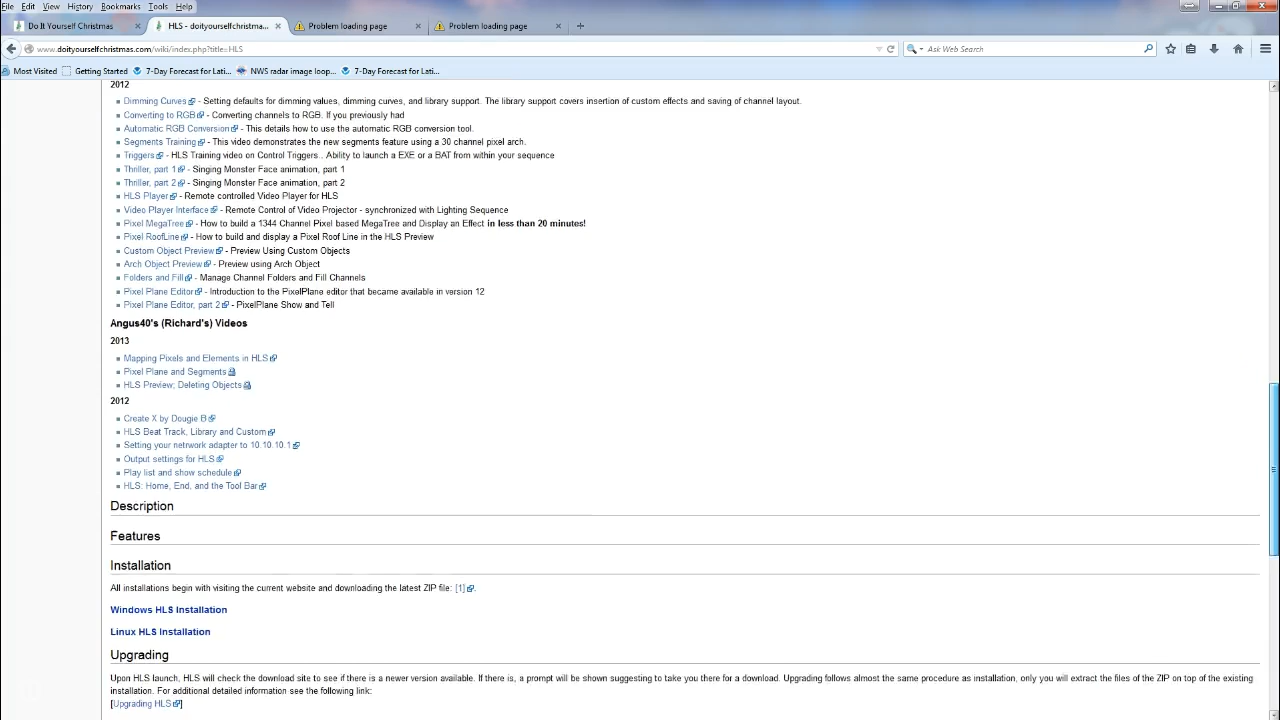 File Edit View History Bookmarks Tools Help
Do It Yourself Christmas × HLS - doityourselfchristmas... × Problem loading page × Problem loading page × +
www.doityourselfchristmas.com/wiki/index.php?title=HLS Ask Web Search
Most Visited Getting Started 7-Day Forecast for Lati... NWS radar image loop... 7-Day Forecast for Lati...
2012
Dimming Curves - Setting defaults for dimming values, dimming curves, and library support. The library support covers insertion of custom effects and saving of channel layout.
Converting to RGB - Converting channels to RGB. If you previously had
Automatic RGB Conversion - This details how to use the automatic RGB conversion tool.
Segments Training - This video demonstrates the new segments feature using a 30 channel pixel arch.
Triggers - HLS Training video on Control Triggers.. Ability to launch a EXE or a BAT from within your sequence
Thriller, part 1 - Singing Monster Face animation, part 1
Thriller, part 2 - Singing Monster Face animation, part 2
HLS Player - Remote controlled Video Player for HLS
Video Player Interface - Remote Control of Video Projector - synchronized with Lighting Sequence
Pixel MegaTree - How to build a 1344 Channel Pixel based MegaTree and Display an Effect in less than 20 minutes!
Pixel RoofLine - How to build and display a Pixel Roof Line in the HLS Preview
Custom Object Preview - Preview Using Custom Objects
Arch Object Preview - Preview using Arch Object
Folders and Fill - Manage Channel Folders and Fill Channels
Pixel Plane Editor - Introduction to the PixelPlane editor that became available in version 12
Pixel Plane Editor, part 2 - PixelPlane Show and Tell
Angus40's (Richard's) Videos
2013
Mapping Pixels and Elements in HLS
Pixel Plane and Segments
HLS Preview; Deleting Objects
2012
Create X by Dougie B
HLS Beat Track, Library and Custom
Setting your netrwork adapter to 10.10.10.1
Output settings for HLS
Play list and show schedule
HLS: Home, End, and the Tool Bar
Description
Features
Installation
All installations begin with visiting the current website and downloading the latest ZIP file: [1].
Windows HLS Installation
Linux HLS Installation
Upgrading
Upon HLS launch, HLS will check the download site to see if there is a newer version available. If there is, a prompt will be shown suggesting to take you there for a download. Upgrading follows almost the same procedure as installation, only you will extract the files of the ZIP on top of the existing
installation. For additional detailed information see the following link:
[Upgrading HLS]